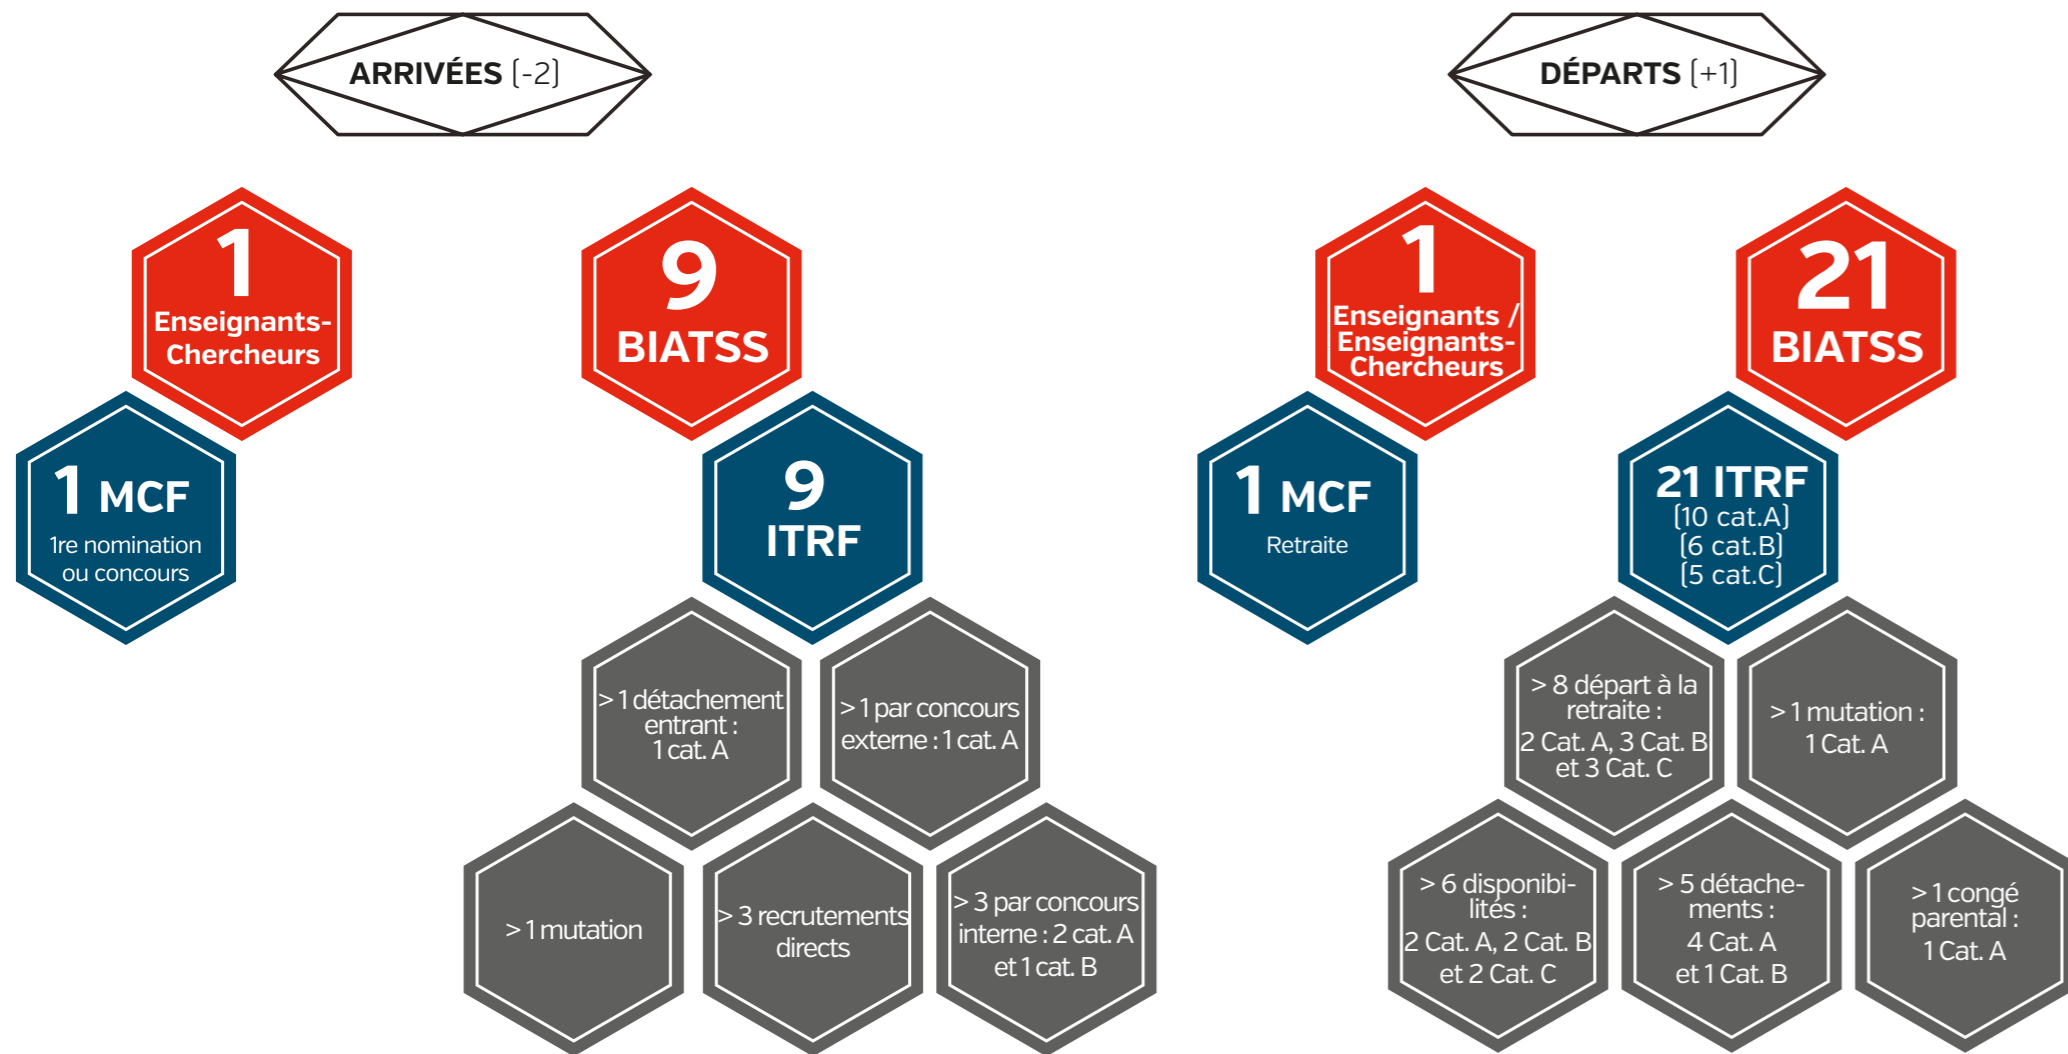 ARRIVÉES (-2)
1
Enseignants-
Chercheurs
1 MCF
1re nomination
ou concours
9
BIATSS
9
ITRF
> 1 détachement
entrant :
1 cat. A
> 1 par concours
externe : 1 cat. A
> 1 mutation
> 3 recrutements
directs
> 3 par concours
interne : 2 cat. A
et 1 cat. B
DÉPARTS (+1)
1
Enseignants /
Enseignants-
Chercheurs
1 MCF
Retraite
21
BIATSS
21 ITRF
(10 cat.A)
(6 cat.B)
(5 cat.C)
> 8 départ à la
retraite :
2 Cat. A, 3 Cat. B
et 3 Cat. C
> 1 mutation :
1 Cat. A
> 6 disponibi-
lités :
2 Cat. A, 2 Cat. B
et 2 Cat. C
> 5 détache-
ments :
4 Cat. A
et 1 Cat. B
> 1 congé
parental :
1 Cat. A